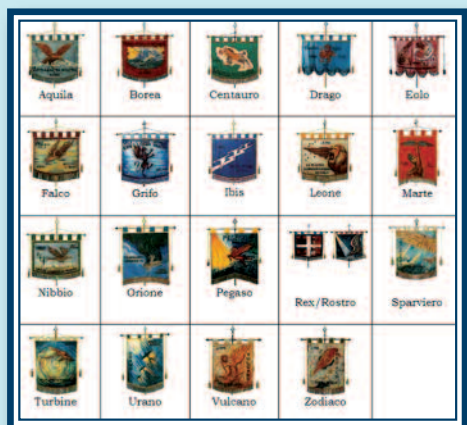 Aquila
Borea
Centauro
Drago
Eolo
Falco
Grifo
Ibis
Leone
Marte
Nibbio
Orione
Pegaso
Rex/Rostro
Sparviero
Turbine
Urano
Vulcano
Zodiaco